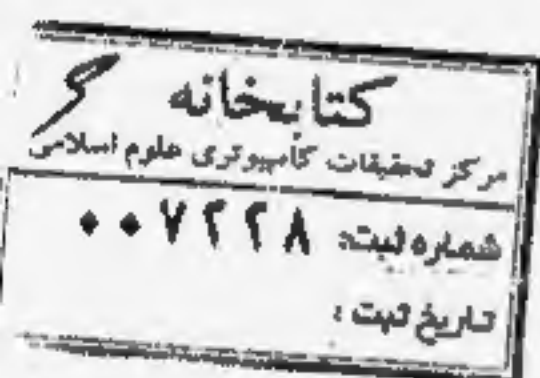 کتابخانه
مرکز تحقیقات کامپیوتری علوم اسلامی
شماره ثبت: ۰۰۷۲۲۸
تاریخ ثبت: